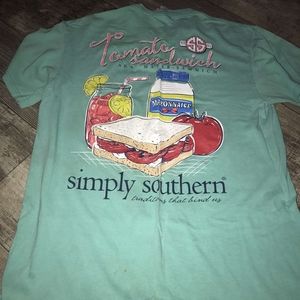 Tomato
sandwich
SS
Mayonnaise
simply southern®
traditions that bind us